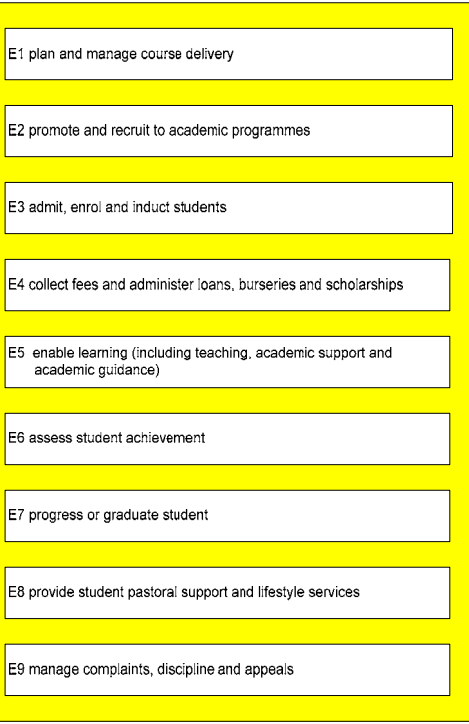 E1 plan and manage course delivery
E2 promote and recruit to academic programmes
E3 admit, enrol and induct students
E4 collect fees and administer loans, burseries and scholarships
E5 enable learning (including teaching, academic support and
academic guidance)
E6 assess student achievement
E7 progress or graduate student
E8 provide student pastoral support and lifestyle services
E9 manage complaints, discipline and appeals